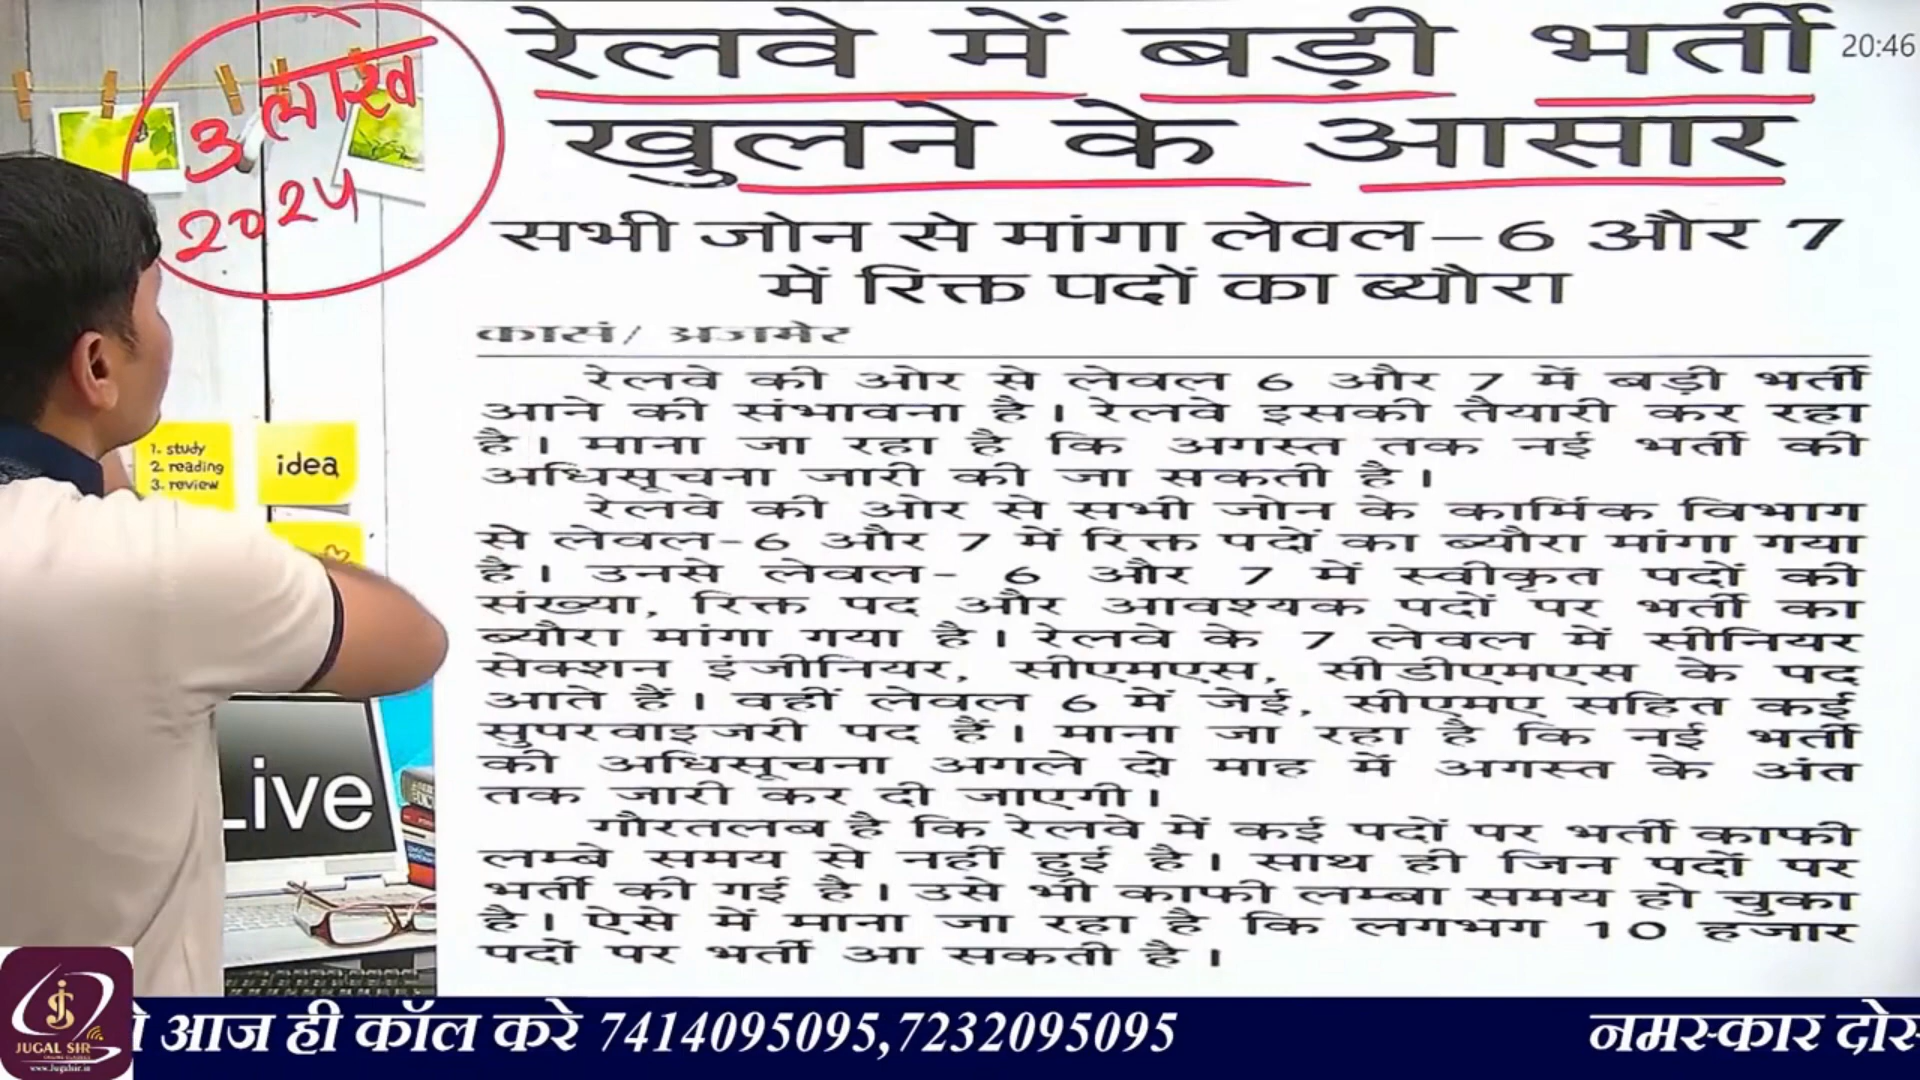 रेलवे में बड़ी भर्ती
खुलने के आसार
20:46
3 लाख
2024
सभी जोन से मांगा लेवल-6 और 7
में रिक्त पदों का ब्यौरा
कासं/ अजमेर
रेलवे की ओर से लेवल 6 और 7 में बड़ी भर्ती
आने की संभावना है। रेलवे इसकी तैयारी कर रहा
है। माना जा रहा है कि अगस्त तक नई भर्ती की
अधिसूचना जारी की जा सकती है।
रेलवे की ओर से सभी जोन के कार्मिक विभाग
से लेवल-6 और 7 में रिक्त पदों का ब्यौरा मांगा गया
है। उनसे लेवल- 6 और 7 में स्वीकृत पदों की
संख्या, रिक्त पद और आवश्यक पदों पर भर्ती का
ब्यौरा मांगा गया है। रेलवे के 7 लेवल में सीनियर
सेक्शन इंजीनियर, सीएमएस, सीडीएमएस के पद
आते हैं। वहीं लेवल 6 में जेई, सीएमए सहित कई
सुपरवाइजरी पद हैं। माना जा रहा है कि नई भर्ती
की अधिसूचना अगले दो माह में अगस्त के अंत
तक जारी कर दी जाएगी।
गौरतलब है कि रेलवे में कई पदों पर भर्ती काफी
लम्बे समय से नहीं हुई है। साथ ही जिन पदों पर
भर्ती की गई है। उसे भी काफी लम्बा समय हो चुका
है। ऐसे में माना जा रहा है कि लगभग 10 हजार
पदों पर भर्ती आ सकती है।
1. study
2. reading
3. review
idea
Live
JUGAL SIR
www.Jugalsir.in
आज ही कॉल करे 7414095095,7232095095
नमस्कार दोस